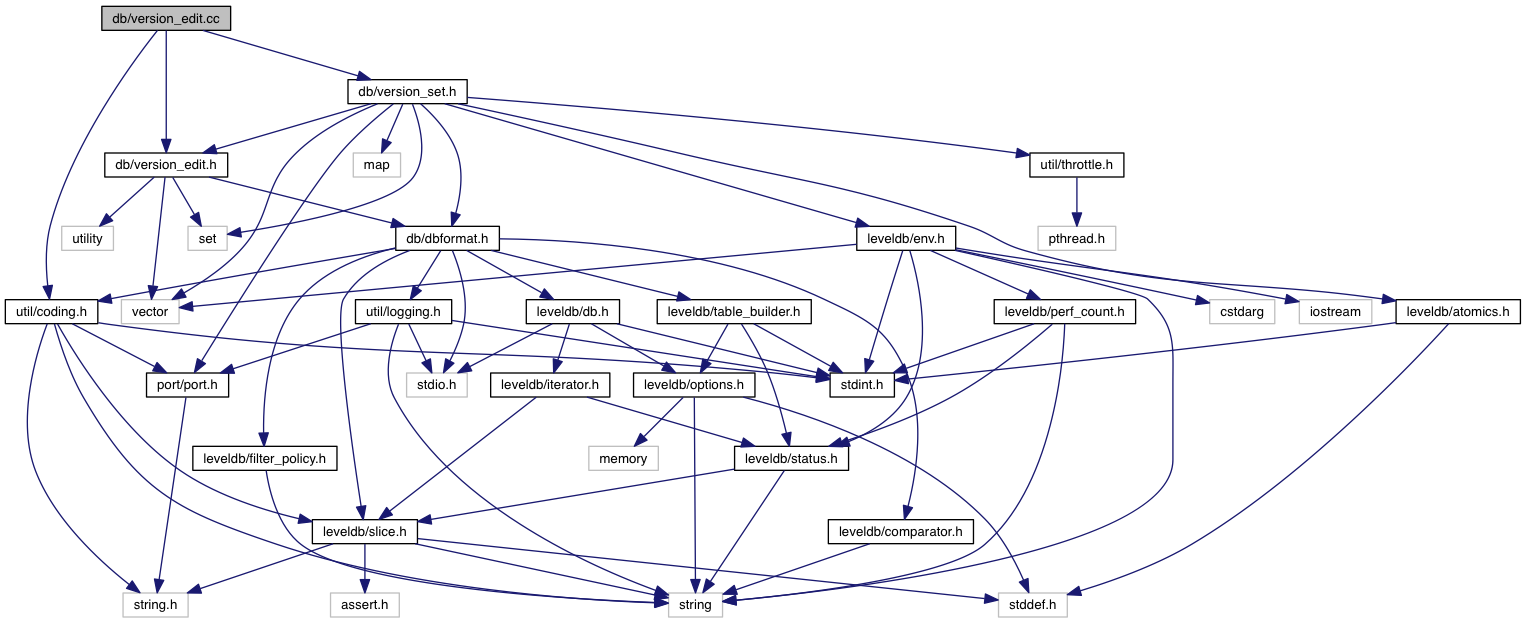 db/version_edit.cc
db/version_set.h
db/version_edit.h
map
util/throttle.h
utility
set
db/dbformat.h
leveldb/env.h
pthread.h
util/coding.h
vector
util/logging.h
leveldb/db.h
leveldb/table_builder.h
leveldb/perf_count.h
cstdarg
iostream
leveldb/atomics.h
port/port.h
stdio.h
leveldb/iterator.h
leveldb/options.h
stdint.h
leveldb/filter_policy.h
memory
leveldb/status.h
leveldb/slice.h
leveldb/comparator.h
string.h
assert.h
string
stddef.h